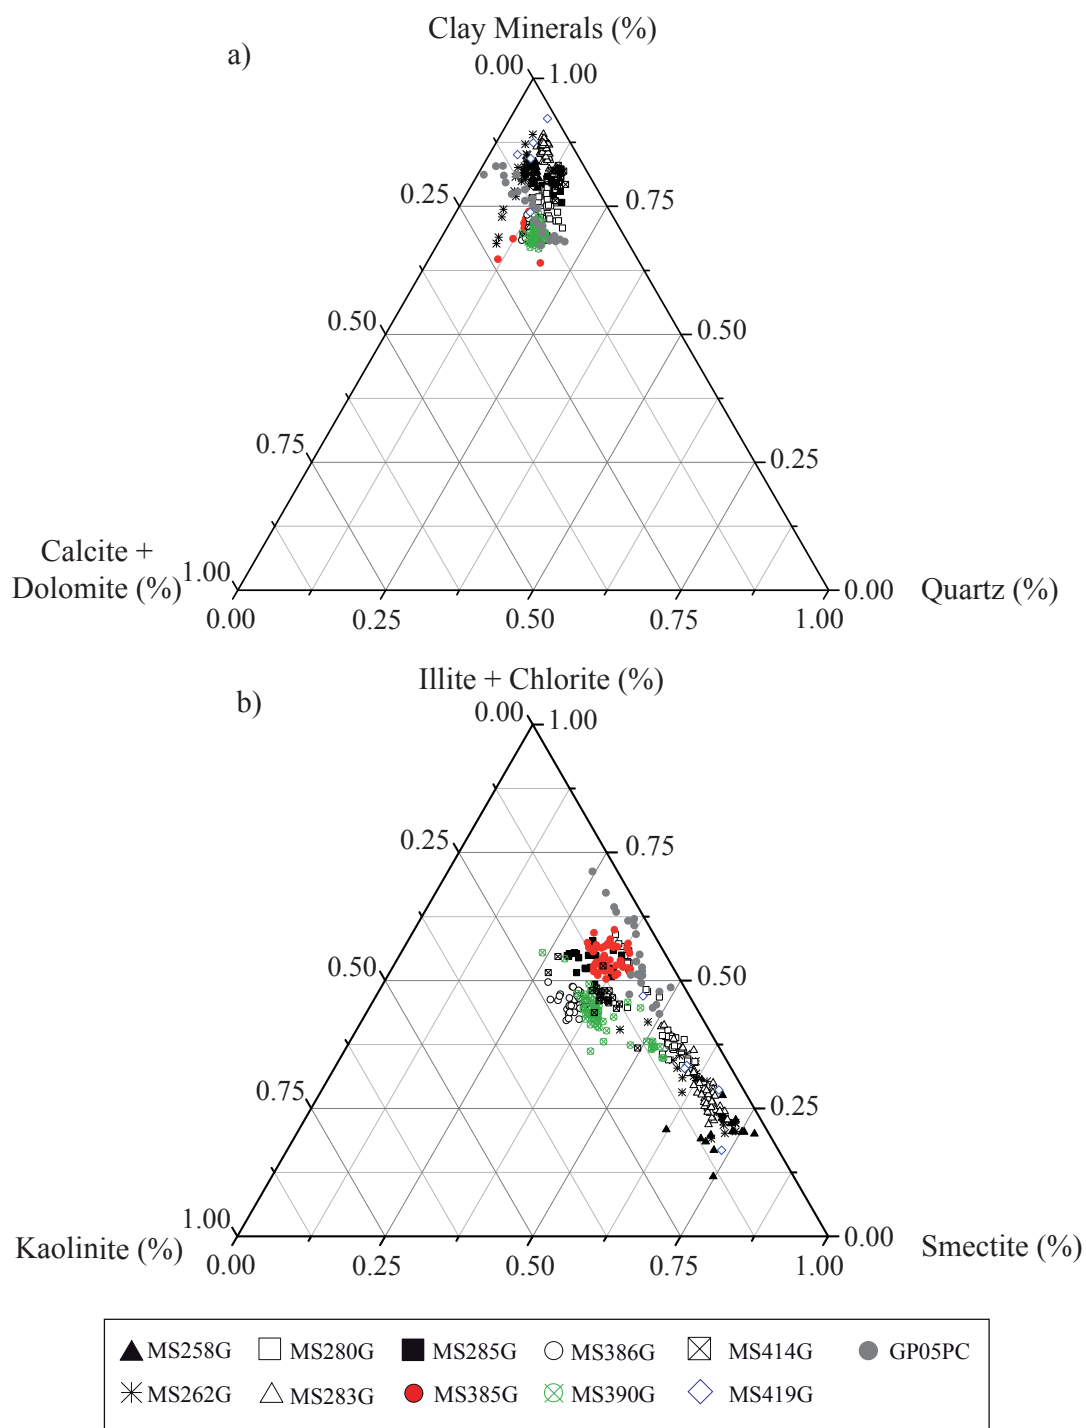 Clay Minerals (%)
a)
0.00 1.00
0.25 0.75
0.50 0.50
0.75 0.25
Calcite +
Dolomite (%) 1.00 0.00 Quartz (%)
0.00 0.25 0.50 0.75 1.00
Illite + Chlorite (%)
b)
0.00 1.00
0.25 0.75
0.50 0.50
0.75 0.25
1.00 0.00
Kaolinite (%) Smectite (%)
0.00 0.25 0.50 0.75 1.00
MS258G MS280G MS285G MS386G MS414G GP05PC
MS262G MS283G MS385G MS390G MS419G